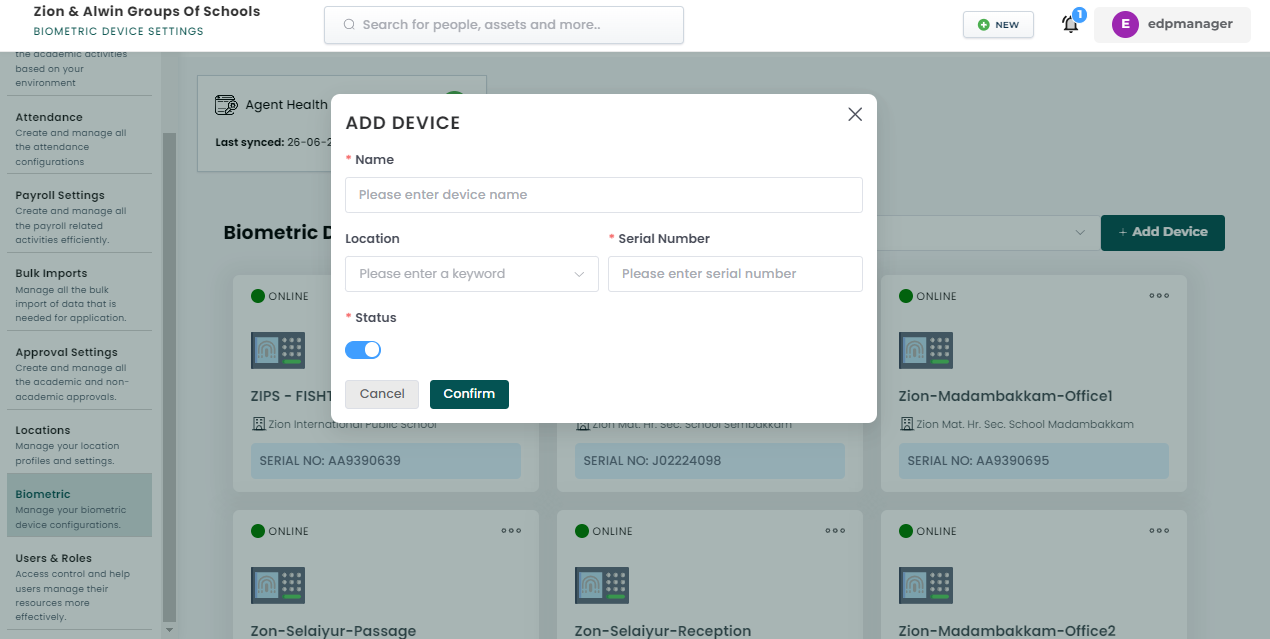 Zion & Alwin Groups Of Schools
BIOMETRIC DEVICE SETTINGS
Search for people, assets and more..
NEW
1
E
edpmanager
the academic activities
based on your
environment
Attendance
Create and manage all
the attendance
configurations
Payroll Settings
Create and manage all
the payroll related
activities efficiently.
Bulk Imports
Manage all the bulk
import of data that is
needed for application.
Approval Settings
Create and manage all
the academic and non-
academic approvals.
Locations
Manage your location
profiles and settings.
Biometric
Manage your biometric
device configurations.
Users & Roles
Access control and help
users manage their
resources more
effectively.
Agent Health
Last synced: 26-06-2
Biometric D
+ Add Device
ADD DEVICE
* Name
Please enter device name
Location
* Serial Number
Please enter a keyword
Please enter serial number
* Status
Cancel
Confirm
ONLINE
ZIPS - FISHT
Zion International Public School
SERIAL NO: AA9390639
Zion Mat. Hr. Sec. School Sembakkam
SERIAL NO: J02224098
ONLINE
Zion-Madambakkam-Office1
Zion Mat. Hr. Sec. School Madambakkam
SERIAL NO: AA9390695
ONLINE
Zon-Selaiyur-Passage
ONLINE
Zon-Selaiyur-Reception
ONLINE
Zion-Madambakkam-Office2